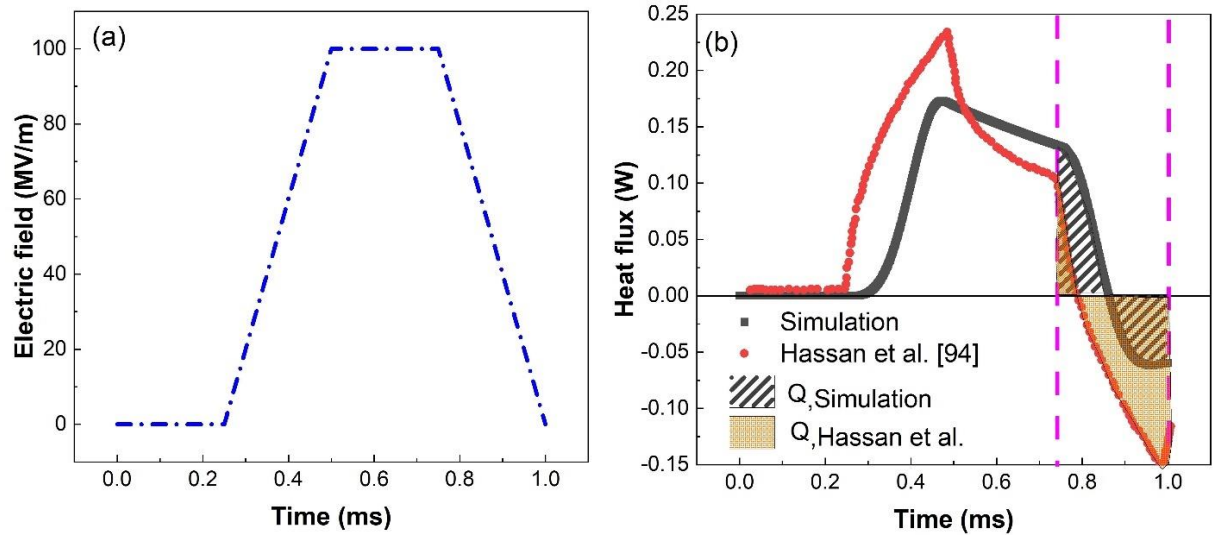 (a)
Electric field (MV/m)
100
80
60
40
20
0
0.0 0.2 0.4 0.6 0.8 1.0
Time (ms)
(b)
Heat flux (W)
0.25
0.20
0.15
0.10
0.05
0.00
-0.05
-0.10
-0.15
Simulation
Hassan et al. [94]
Q,Simulation
Q,Hassan et al.
0.0 0.2 0.4 0.6 0.8 1.0
Time (ms)